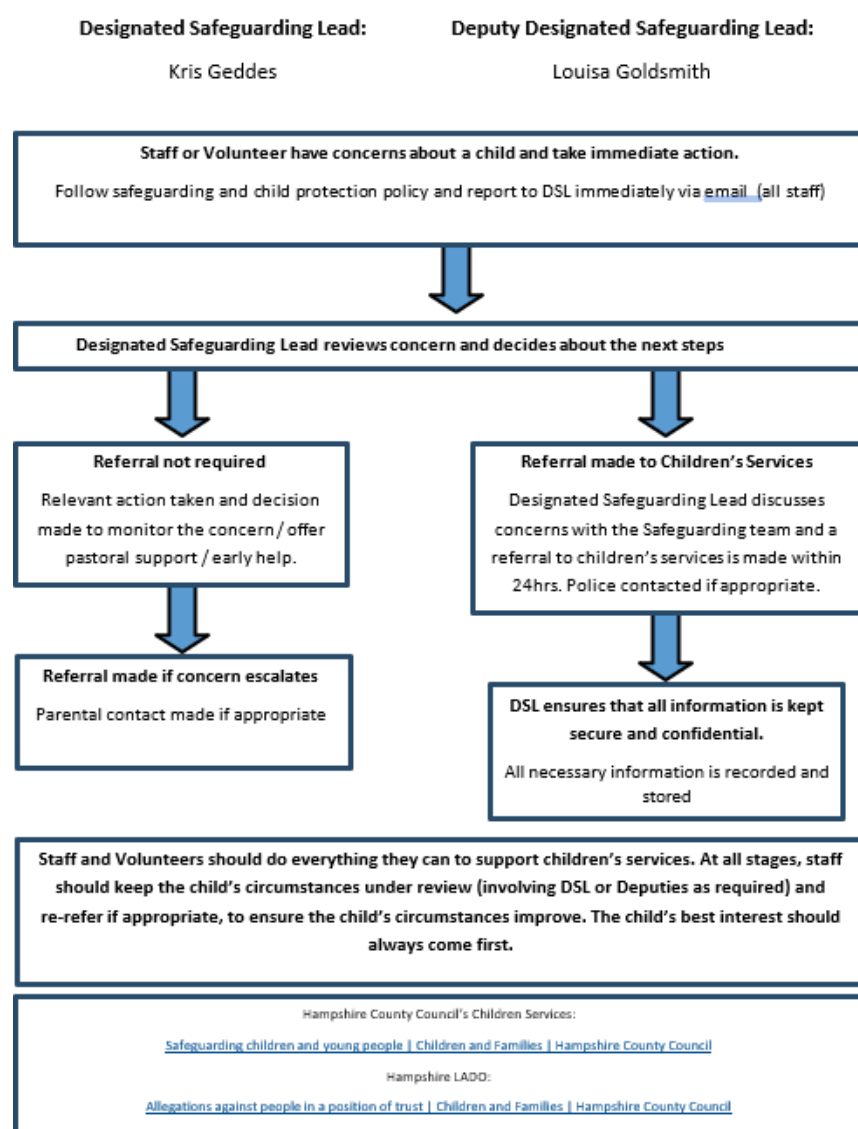 Designated Safeguarding Lead:
Deputy Designated Safeguarding Lead:
Kris Geddes
Louisa Goldsmith
Staff or Volunteer have concerns about a child and take immediate action.
Follow safeguarding and child protection policy and report to DSL immediately via email (all staff)
Designated Safeguarding Lead reviews concern and decides about the next steps
Referral not required
Relevant action taken and decision
made to monitor the concern / offer
pastoral support / early help.
Referral made if concern escalates
Parental contact made if appropriate
Referral made to Children's Services
Designated Safeguarding Lead discusses
concerns with the Safeguarding team and a
referral to children's services is made within
24hrs. Police contacted if appropriate.
DSL ensures that all information is kept
secure and confidential.
All necessary information is recorded and
stored
Staff and Volunteers should do everything they can to support children's services. At all stages, staff
should keep the child's circumstances under review (involving DSL or Deputies as required) and
re-refer if appropriate, to ensure the child's circumstances improve. The child's best interest should
always come first.
Hampshire County Council's Children Services:
Safeguarding children and young people | Children and Families | Hampshire County Council
Hampshire LADO:
Allegations against people in a position of trust | Children and Families | Hampshire County Council